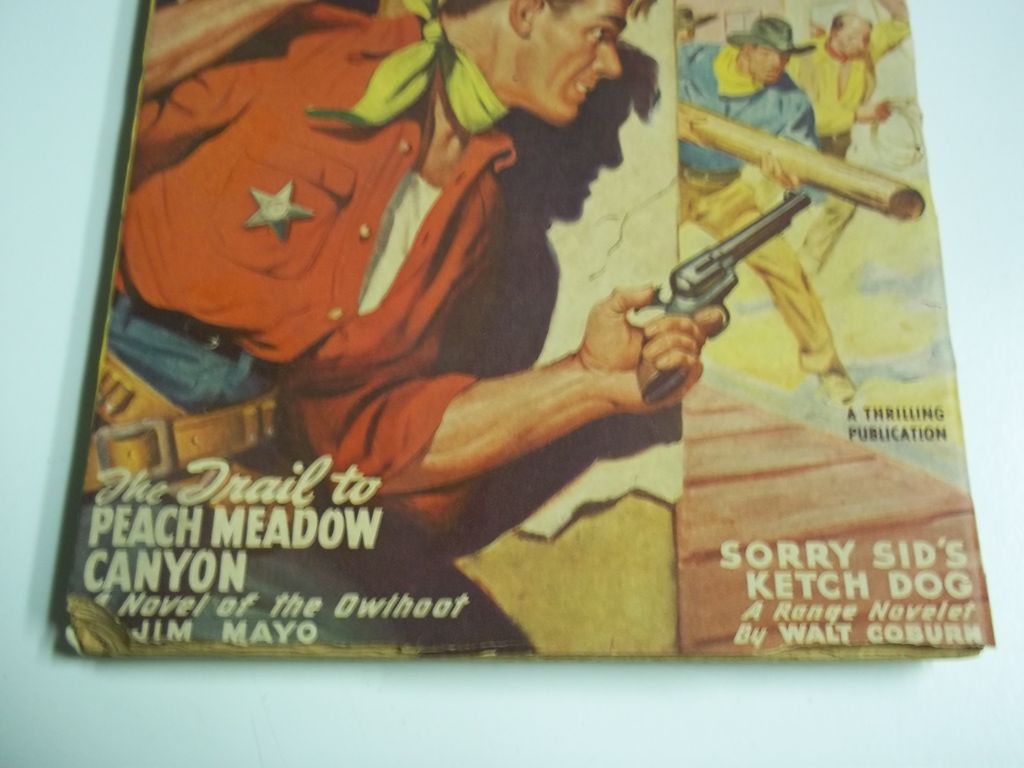 A THRILLING
PUBLICATION
The Trail to
PEACH MEADOW
CANYON
A Novel of the Owlhoot
JIM MAYO
SORRY SID'S
KETCH DOG
A Range Novelet
By WALT COBURN